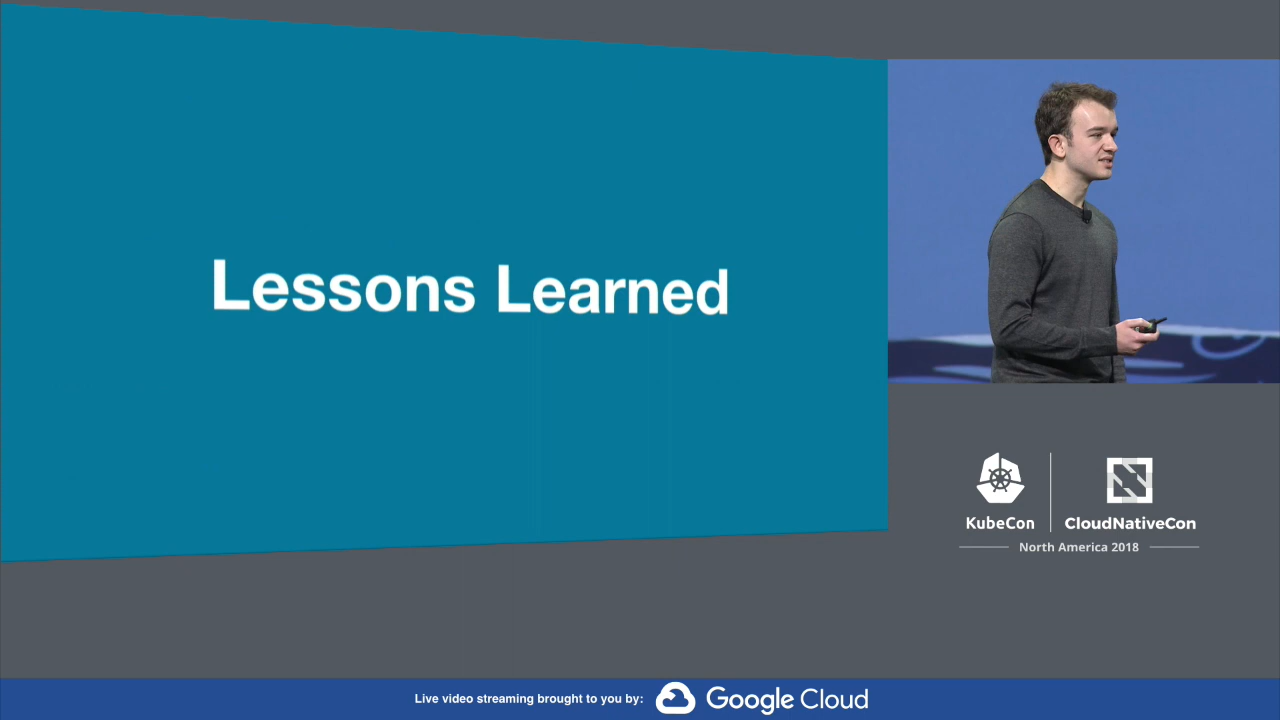 Lessons Learned
KubeCon
CloudNativeCon
North America 2018
Live video streaming brought to you by:
Google Cloud